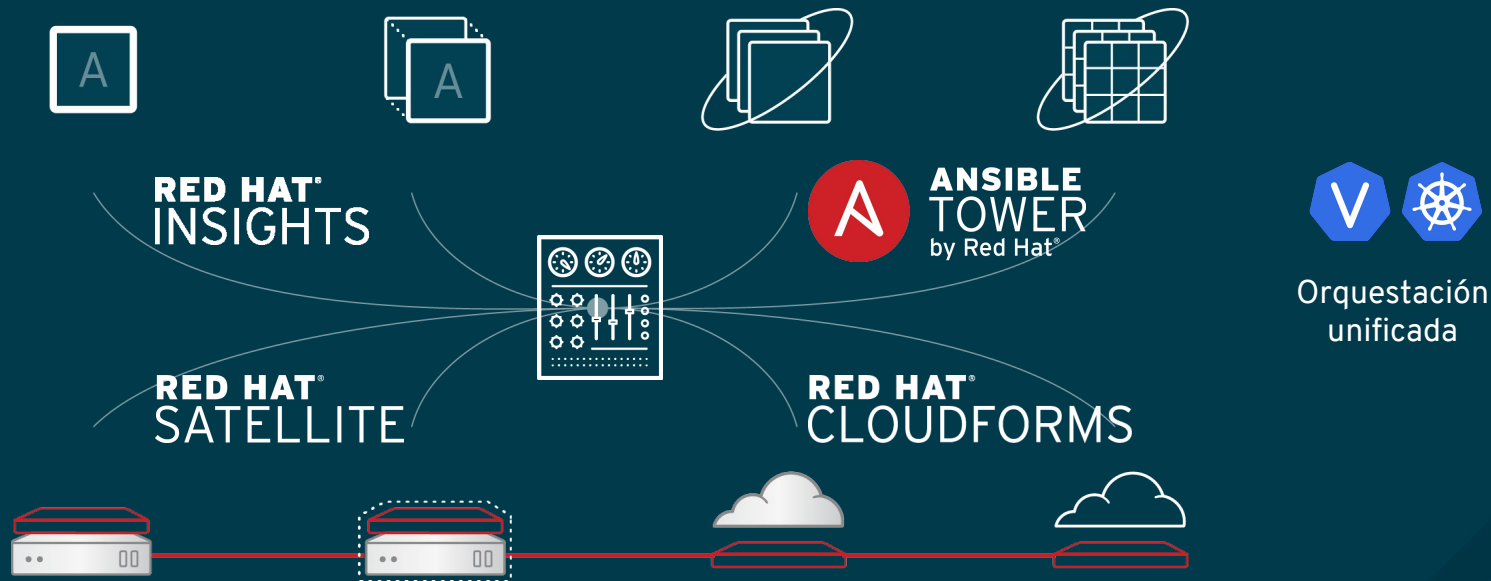 A
A
RED HAT®
INSIGHTS
ANSIBLE
TOWER
by Red Hat®
Orquestación
unificada
RED HAT®
SATELLITE
RED HAT®
CLOUDFORMS